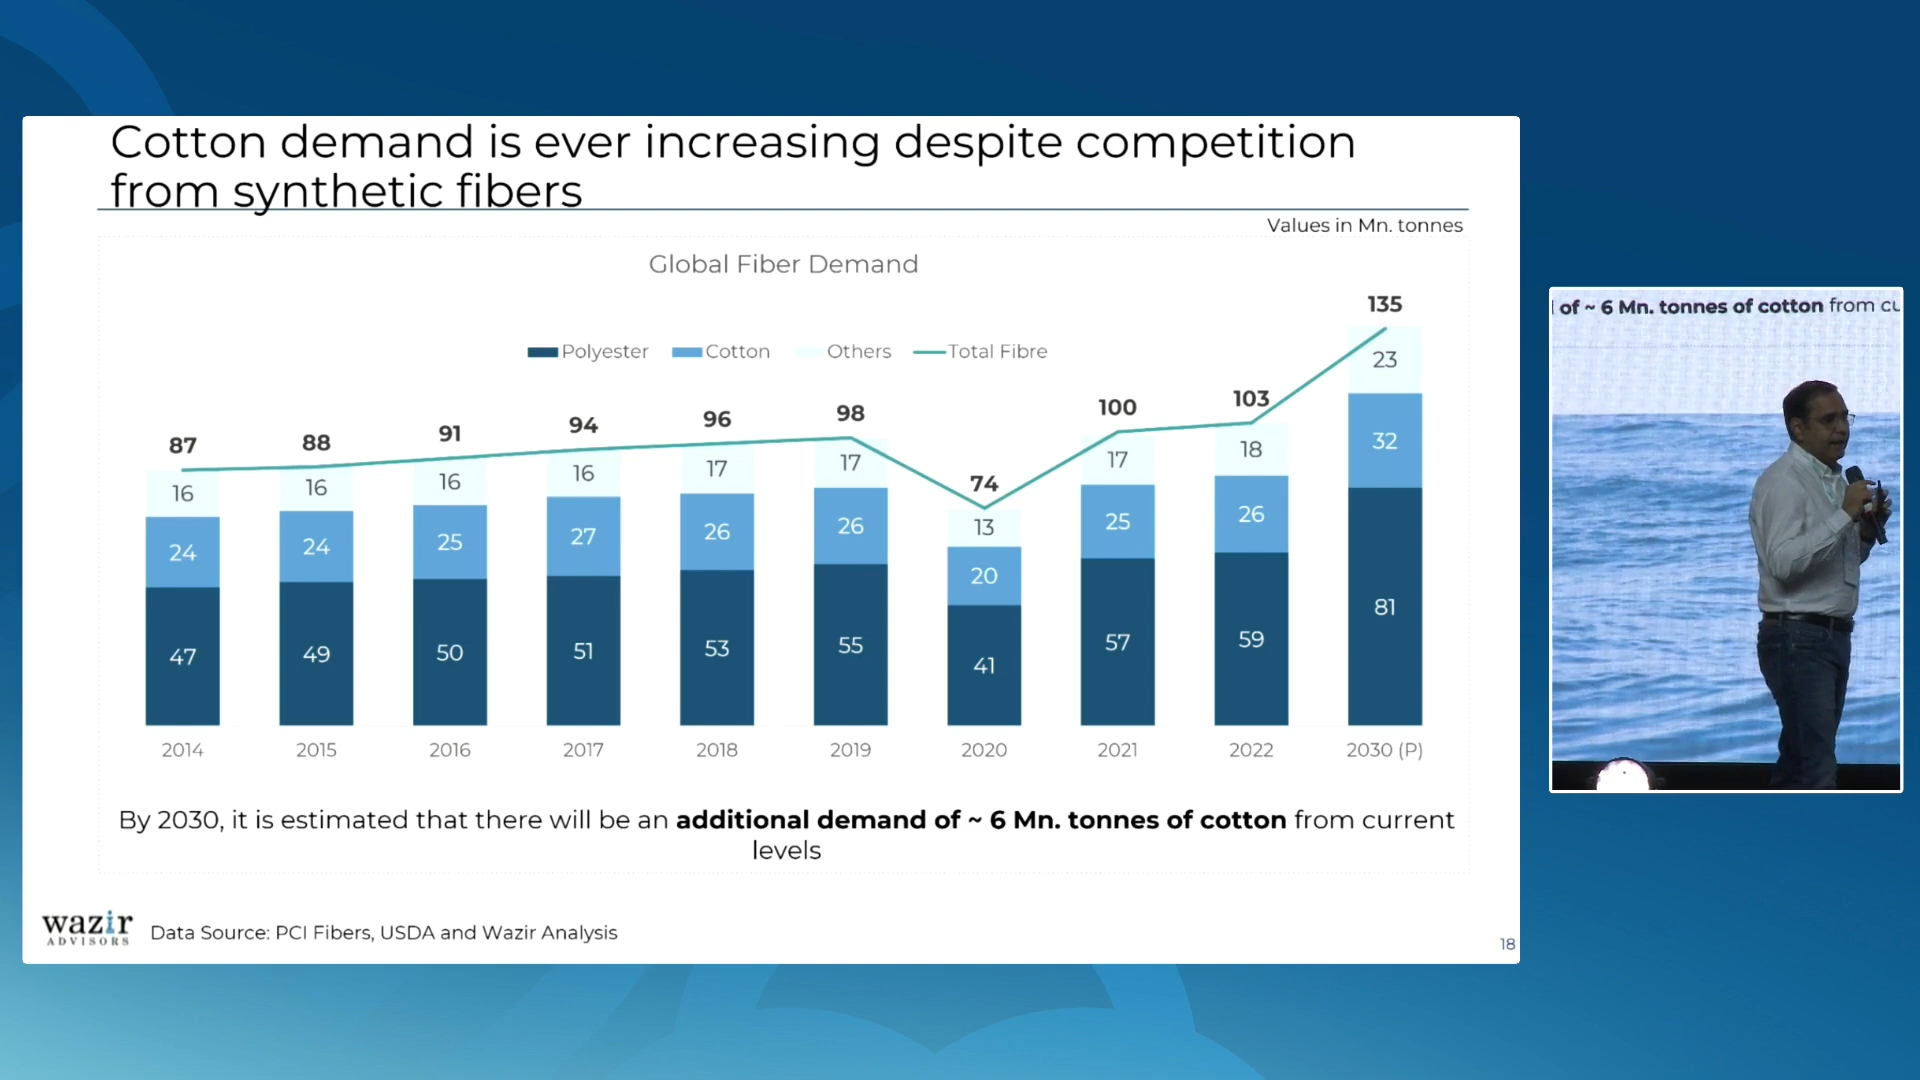 Cotton demand is ever increasing despite competition
from synthetic fibers
Values in Mn. tonnes
Global Fiber Demand
Polyester Cotton Others Total Fibre
87 88 91 94 96 98 74 100 103 135
16 16 16 16 17 17 13 17 18 23
24 24 25 27 26 26 20 25 26 32
47 49 50 51 53 55 41 57 59 81
2014 2015 2016 2017 2018 2019 2020 2021 2022 2030 (P)
By 2030, it is estimated that there will be an additional demand of ~ 6 Mn. tonnes of cotton from current
levels
wazir
ADVISORS
Data Source: PCI Fibers, USDA and Wazir Analysis
18
of ~ 6 Mn. tonnes of cotton from cu